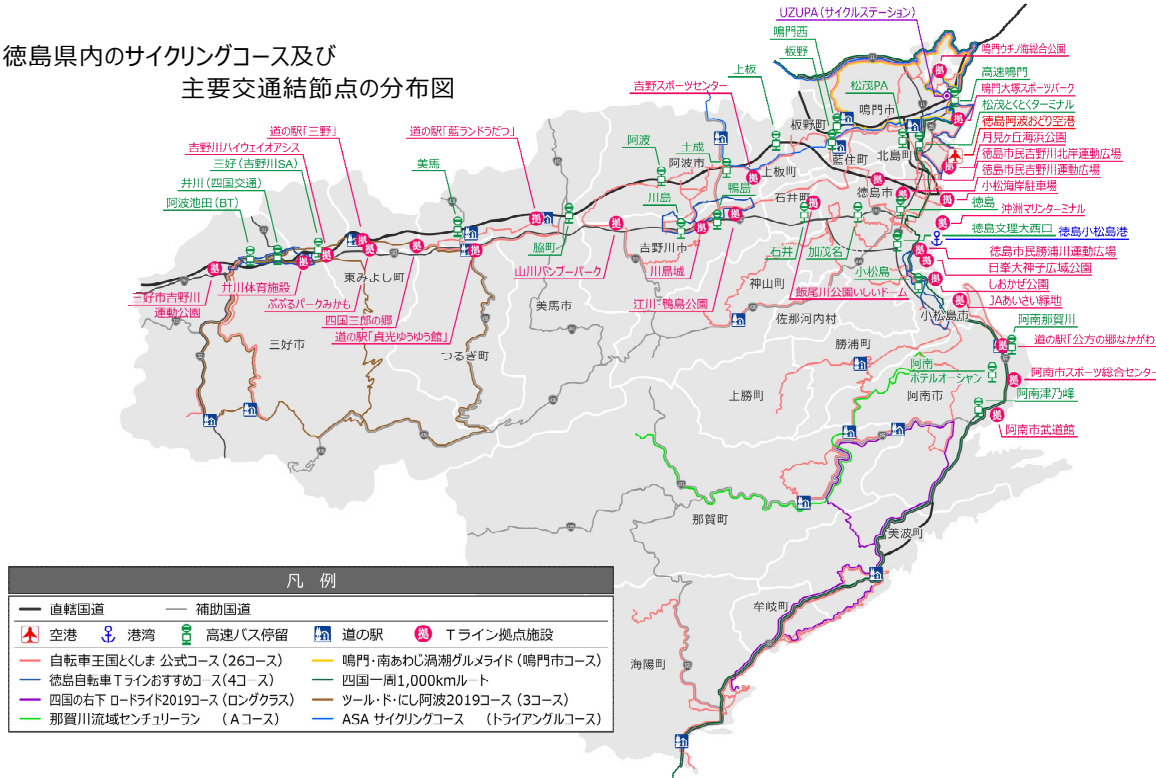 徳島県内のサイクリングコース及び
主要交通結節点の分布図
UZUPA(サイクルステーション)
鳴門西
板野
上板
吉野スポーツセンター
松茂PA
鳴門市
鳴門ウチノ海総合公園
高速鳴門
鳴門大塚スポーツパーク
松茂とくとくターミナル
徳島阿波おどり空港
月見ヶ丘海浜公園
徳島市民吉野川北岸運動広場
徳島市民吉野川運動広場
小松海岸駐車場
徳島
沖洲マリンターミナル
徳島文理大西口
徳島小松島港
徳島市民勝浦川運動広場
日峯大神子広域公園
しおかぜ公園
JAあいさい緑地
小松島市
阿南那賀川
道の駅「公方の郷なかがわ」
阿南市スポーツ総合センター
阿南津乃峰
阿南市武道館
道の駅「三野」
吉野川ハイウェイオアシス
三好(吉野川SA)
井川(四国交通)
阿波池田(BT)
道の駅「藍ランドうだつ」
美馬
阿波
阿波市
土成
板野町
上板町
藍住町
北島町
徳島市
石井町
川島
鴨島
吉野川市
脇町
山川バンブーパーク
川島城
江川・鴨島公園
石井
加茂名
小松島
飯尾川公園いしいドーム
神山町
佐那河内村
三好市吉野川
運動公園
井川体育施設
ぶぶるパークみかも
東みよし町
四国三郎の郷
道の駅「貞光ゆうゆう館」
美馬市
三好市
つるぎ町
勝浦町
上勝町
阿南
ホテルオーシャン
阿南市
那賀町
美波町
牟岐町
海陽町
凡 例
直轄国道
補助国道
空港
港湾
高速バス停留
道の駅
拠
Tライン拠点施設
自転車王国とくしま 公式コース(26コース)
鳴門・南あわじ渦潮グルメライド(鳴門市コース)
徳島自転車Tラインおすすめコース(4コース)
四国一周1,000kmルート
四国の右下 ロードライド2019コース(ロングクラス)
ツール・ド・にし阿波2019コース(3コース)
那賀川流域センチュリーラン (Aコース)
ASA サイクリングコース (トライアングルコース)